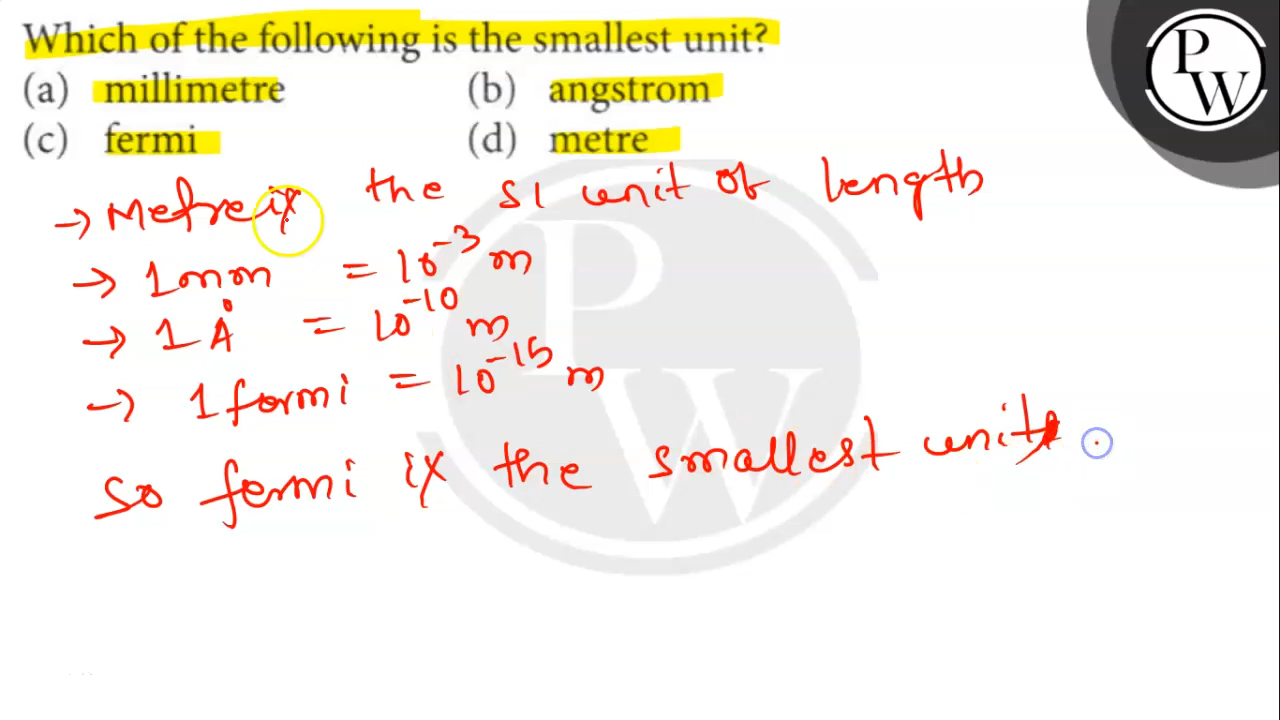 Which of the following is the smallest unit?
(a) millimetre (b) angstrom
(c) fermi (d) metre
P
W
→ Metre is the SI unit of length
→ 1mm = 10⁻³ m
→ 1 Å = 10⁻¹⁰ m
→ 1 fermi = 10⁻¹⁵ m
So fermi is the smallest unit.
P
W